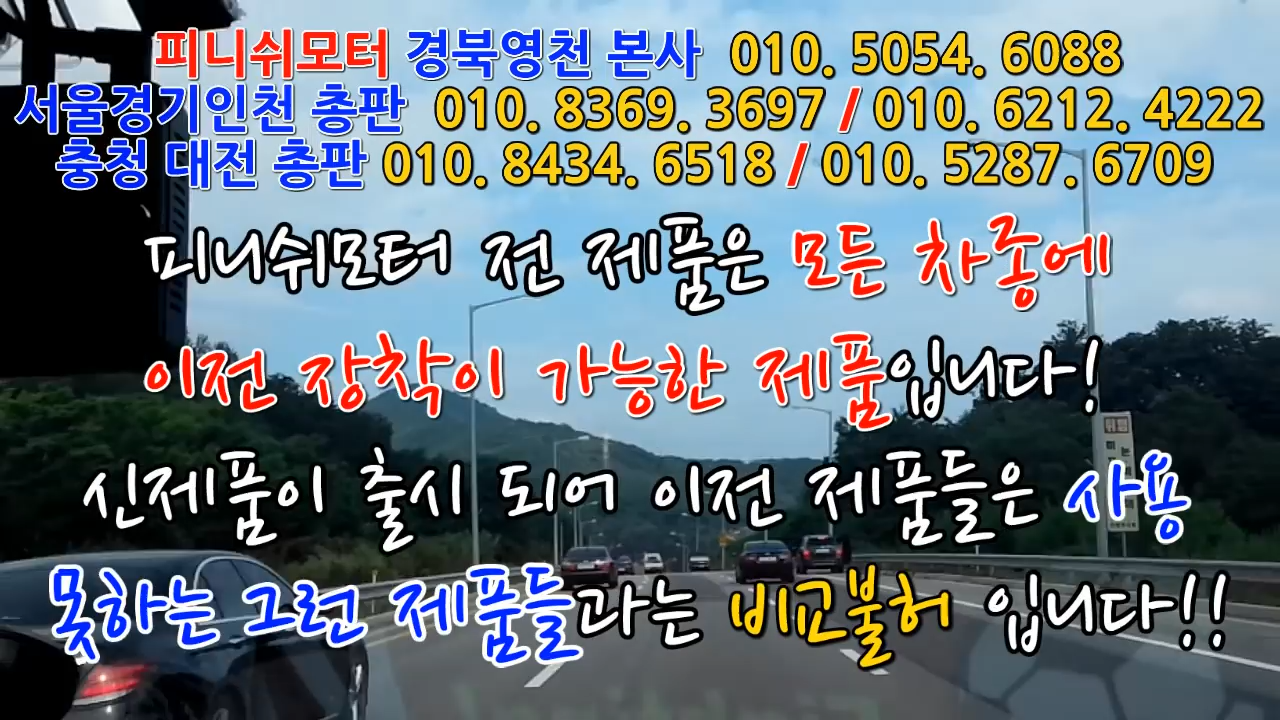 피니쉬모터 경북영천 본사 010. 5054. 6088
서울경기인천 총판 010. 8369. 3697 / 010. 6212. 4222
충청 대전 총판 010. 8434. 6518 / 010. 5287. 6709
피니쉬모터 전 제품은 모든 차종에
이전 장착이 가능한 제품입니다!
신제품이 출시 되어 이전 제품들은 사용
못하는 그런 제품들과는 비교불허 입니다!!